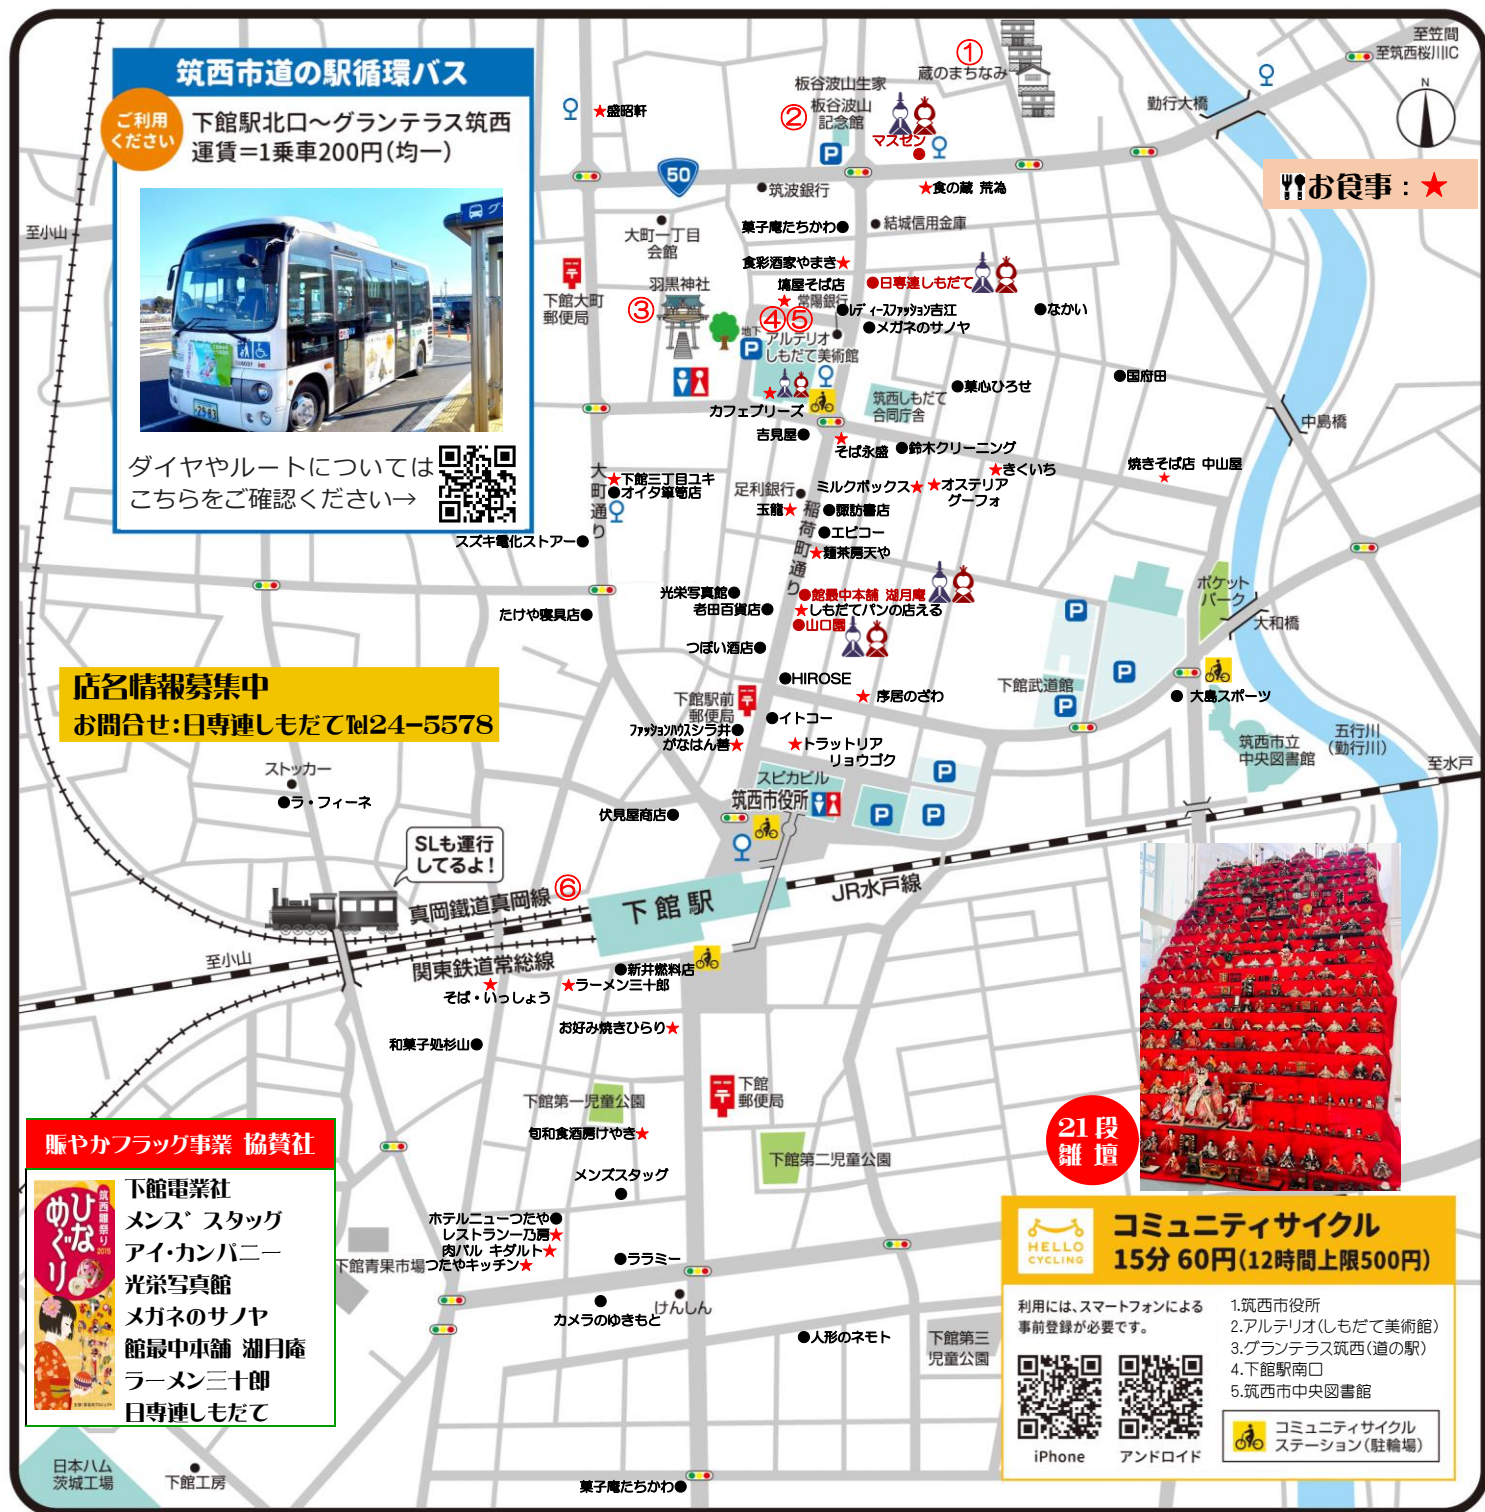 筑西市道の駅循環バス
ご利用
ください
下館駅北口〜グランテラス筑西
運賃＝1乗車200円(均一)
ダイヤやルートについては
こちらをご確認ください→
至小山
①
蔵のまちなみ
板谷波山生家
②
板谷波山
記念館
P
マスセン
勤行大橋
至笠間
至筑西桜川IC
N
お食事：★
★盛昭軒
50
●筑波銀行
★食の蔵 荒為
大町一丁目
会館
菓子庵たちかわ●
●結城信用金庫
食彩酒家やまき★
下館大町
郵便局
羽黒神社
③
塙屋そば店
★
常陽銀行
●日専連しもだて
④⑤
●ﾚﾃﾞｨｰｽﾌｧｯｼｮﾝ吉江
●メガネのサノヤ
●なかい
地下
P
アルテリオ
しもだて美術館
カフェブリーズ
筑西しもだて
合同庁舎
●菓心ひろせ
●国府田
中島橋
吉見屋●
そば永盛
●鈴木クリーニング
★きくいち
焼きそば店 中山屋
大町通り
★下館三丁目ユキ
●オイタ箪笥店
足利銀行●
ミルクボックス★
★オステリア
グーフォ
玉龍★
●諏訪書店
稲荷町通り
●エビコー
★麺茶房天や
スズキ電化ストアー●
光栄写真館●
老田百貨店●
●館最中本舗 湖月庵
★しもだてパンの店える
●山口園
たけや寝具店●
つぼい酒店●
ポケット
パーク
大和橋
P
P
P
下館武道館
●HIROSE
★ 序居のざわ
下館駅前
郵便局
●イトコー
ﾌｧｯｼｮﾝﾊｳｽシラ井●
がなはん善★
★トラットリア
リョウゴク
● 大島スポーツ
筑西市立
中央図書館
五行川
(勤行川)
至水戸
店名情報募集中
お問合せ：日専連しもだて℡24−5578
ストッカー
●ラ・フィーネ
スピカビル
筑西市役所
P
P
P
伏見屋商店●
SLも運行
してるよ！
真岡鐵道真岡線
⑥
下館駅
JR水戸線
至小山
関東鉄道常総線
そば・いっしょう
●新井燃料店
★ラーメン三十郎
お好み焼きひらり★
和菓子処杉山●
下館第一児童公園
下館
郵便局
旬和食酒房けやき★
下館第二児童公園
メンズスタッグ
21段
雛壇
賑やかフラッグ事業 協賛社
筑西雛祭り
2015
ひな
めぐり
下館電業社
メンズ スタッグ
アイ・カンパニー
光栄写真館
メガネのサノヤ
館最中本舗 湖月庵
ラーメン三十郎
日専連しもだて
ホテルニューつたや●
レストラン一乃房★
肉バル キダルト★
つたやキッチン★
下館青果市場
●ララミー
カメラのゆきもと
けんしん
●人形のネモト
下館第三
児童公園
日本ハム
茨城工場
下館工房
菓子庵たちかわ●
HELLO
CYCLING
コミュニティサイクル
15分 60円(12時間上限500円)
利用には、スマートフォンによる
事前登録が必要です。
iPhone
アンドロイド
1.筑西市役所
2.アルテリオ(しもだて美術館)
3.グランテラス筑西(道の駅)
4.下館駅南口
5.筑西市中央図書館
コミュニティサイクル
ステーション(駐輪場)